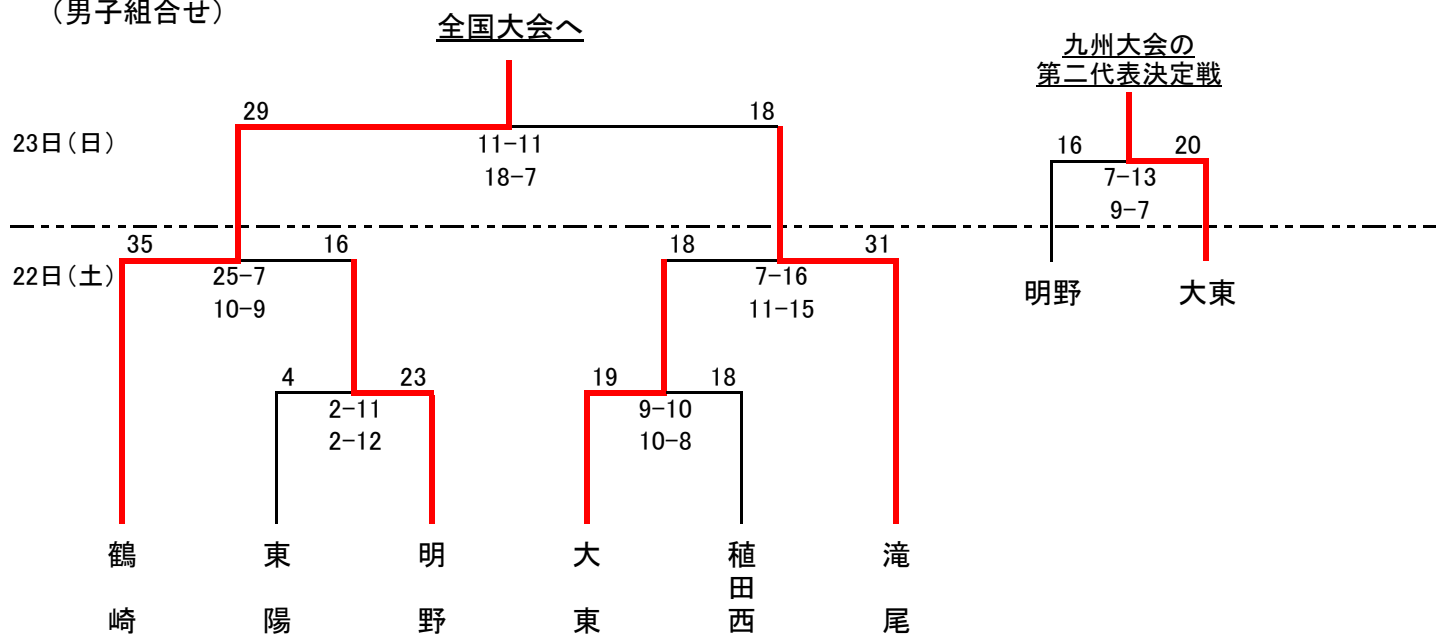 (男子組合せ)
全国大会へ
九州大会の
第二代表決定戦
29
18
23日(日)
11-11
18-7
16
20
7-13
9-7
35
16
18
31
22日(土)
25-7
10-9
7-16
11-15
明野
大東
4
23
19
18
2-11
2-12
9-10
10-8
鶴崎
東陽
明野
大東
稙田西
滝尾